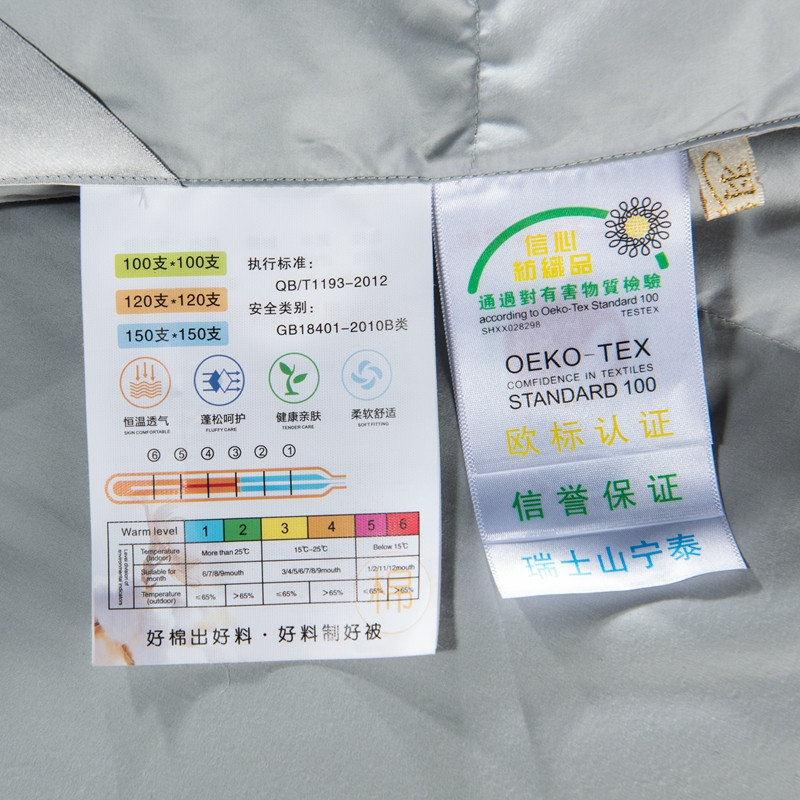 100支*100支
120支*120支
150支*150支
执行标准:
QB/T1193-2012
安全类别:
GB18401-2010B类
恒温透气
SKIN COMFORTABLE
蓬松呵护
FLUFFY CARE
健康亲肤
TENDER CARE
柔软舒适
SOFT FITTING
⑥ ⑤ ④ ③ ② ①
Warm level 1 2 3 4 5 6
Temperature (Indoor) More than 25℃ 15℃-25℃ Below 15℃
Suitable for month 6/7/8/9mouth 3/4/5/6/7/8/9mouth 1/2/11/12mouth
Temperature (outdoor) ≤65% >65% ≤65% >65% ≤65% >65%
棉
好棉出好料·好料制好被
信心
紡織品
通過對有害物質檢驗
according to Oeko-Tex Standard 100
SHXX028298 TESTEX
OEKO-TEX
COMFIDENCE IN TEXTILES
STANDARD 100
欧标认证
信誉保证
瑞士山宁泰